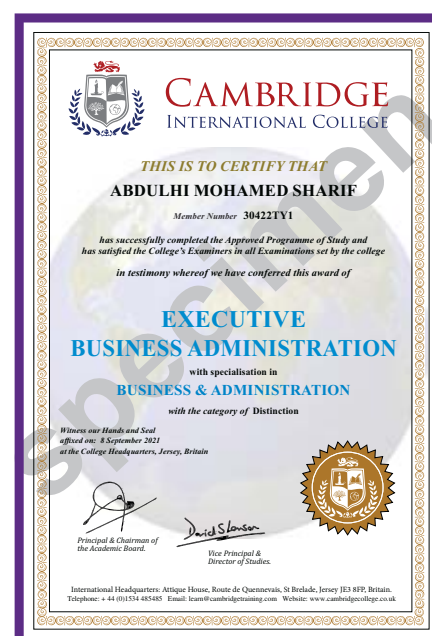 CAMBRIDGE
INTERNATIONAL COLLEGE
THIS IS TO CERTIFY THAT
ABDULHI MOHAMED SHARIF
Member Number 30422TY1
has successfully completed the Approved Programme of Study and
has satisfied the College's Examiners in all Examinations set by the college
in testimony whereof we have conferred this award of
EXECUTIVE
BUSINESS ADMINISTRATION
with specialisation in
BUSINESS & ADMINISTRATION
with the category of Distinction
Witness our Hands and Seal
affixed on: 8 September 2021
at the College Headquarters, Jersey, Britain
specimen
Principal & Chairman of
the Academic Board.
Vice Principal &
Director of Studies.
International Headquarters: Attique House, Route de Quennevais, St Brelade, Jersey JE3 8FP, Britain.
Telephone: + 44 (0)1534 485485 Email: learn@cambridgetraining.com Website: www.cambridgecollege.co.uk